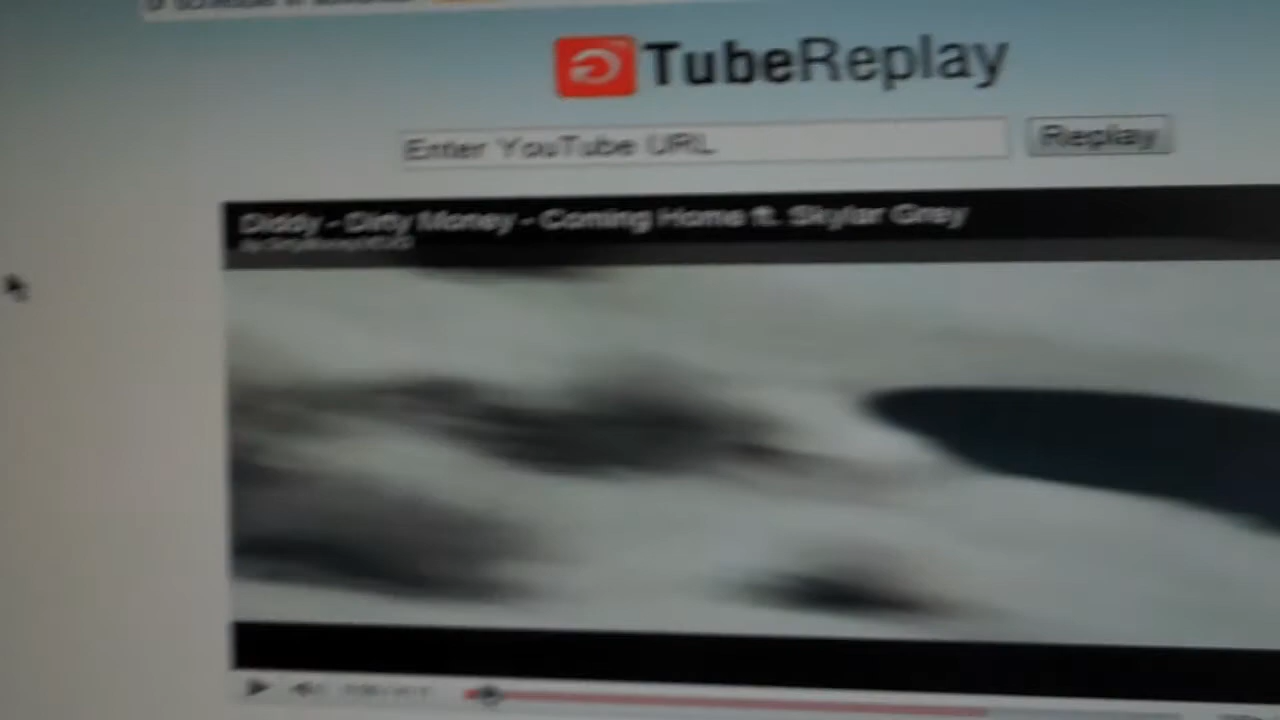 TubeReplay
Enter YouTube URL
Replay
Diddy - Dirty Money - Coming Home ft. Skylar Grey